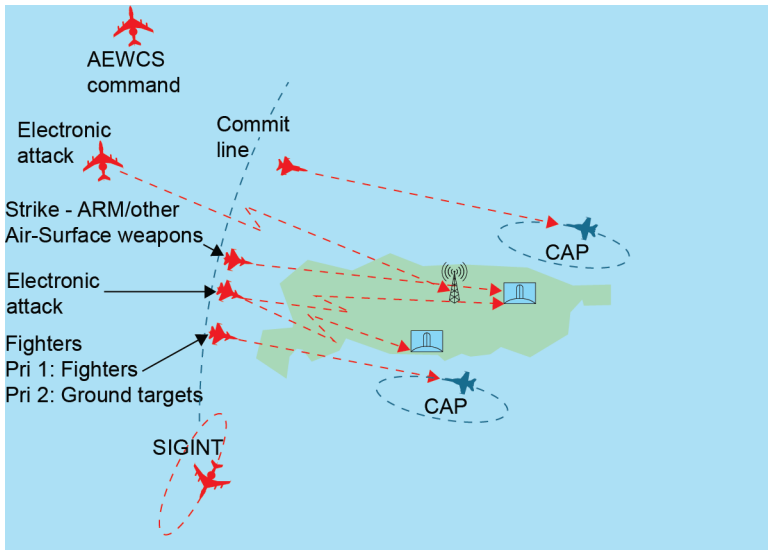 AEWCS
command
Electronic
attack
Commit
line
Strike - ARM/other
Air-Surface weapons
CAP
Electronic
attack
Fighters
Pri 1: Fighters
Pri 2: Ground targets
CAP
SIGINT